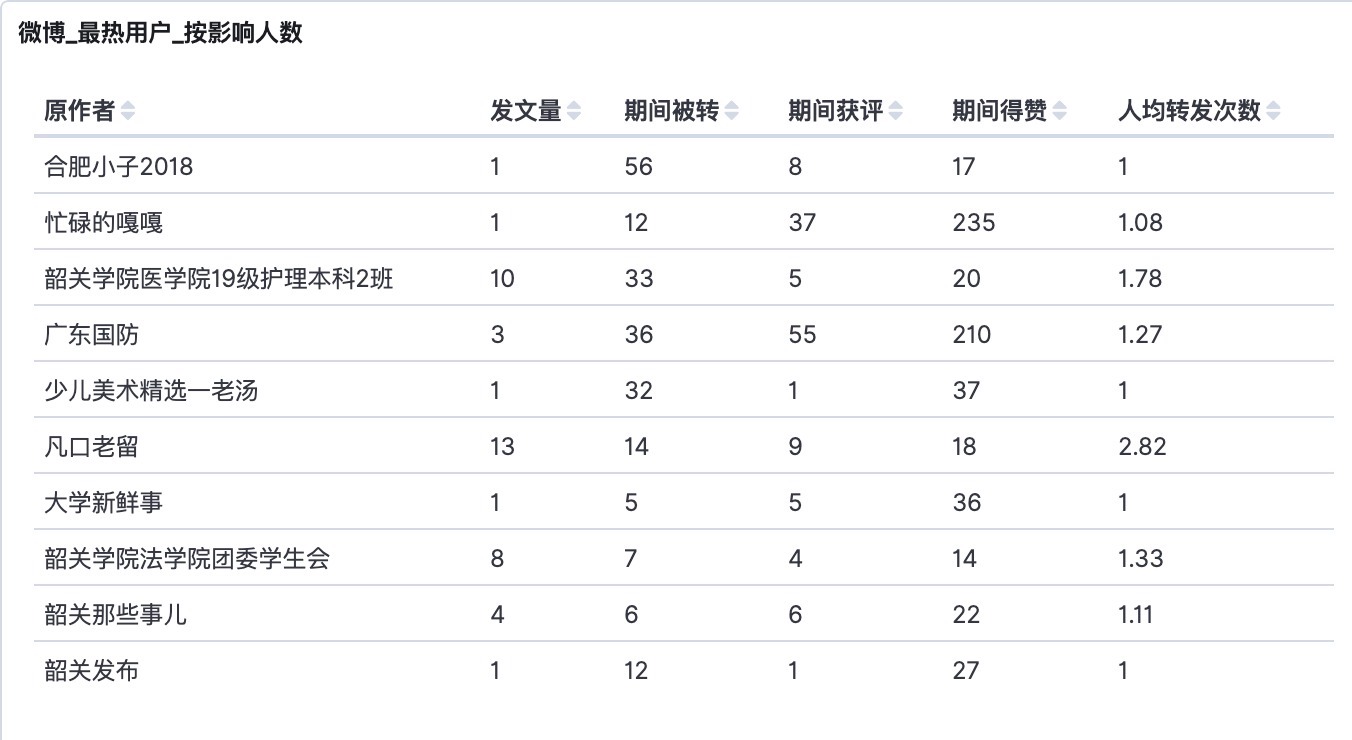 微博_最热用户_按影响人数
原作者 发文量 期间被转 期间获评 期间得赞 人均转发次数
合肥小子2018 1 56 8 17 1
忙碌的嘎嘎 1 12 37 235 1.08
韶关学院医学院19级护理本科2班 10 33 5 20 1.78
广东国防 3 36 55 210 1.27
少儿美术精选一老汤 1 32 1 37 1
凡口老留 13 14 9 18 2.82
大学新鲜事 1 5 5 36 1
韶关学院法学院团委学生会 8 7 4 14 1.33
韶关那些事儿 4 6 6 22 1.11
韶关发布 1 12 1 27 1